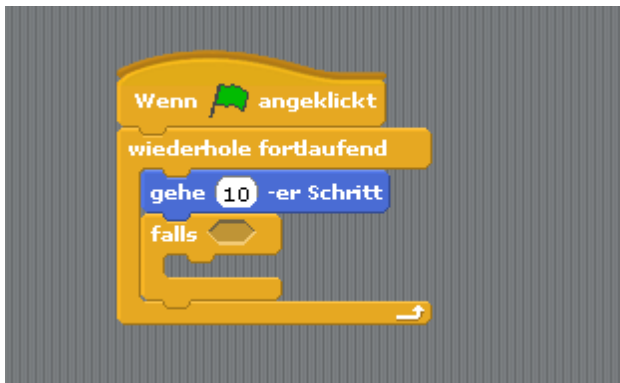 Wenn angeklickt
wiederhole fortlaufend
gehe 10 -er Schritt
falls